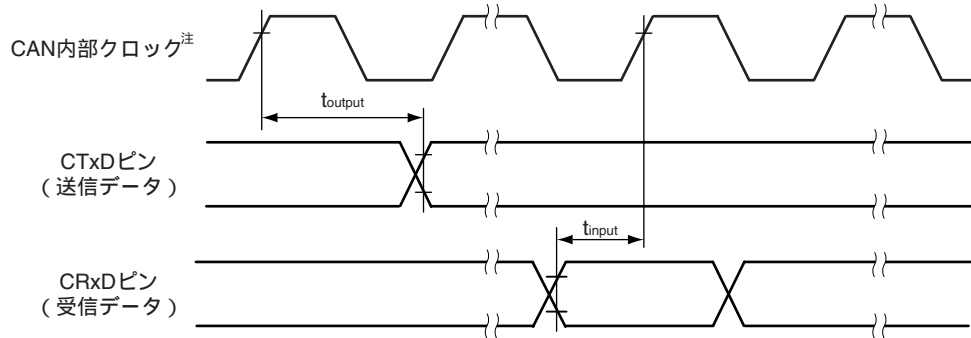 CAN内部クロック注
toutput
CTxDピン
（送信データ）
tinput
CRxDピン
（受信データ）